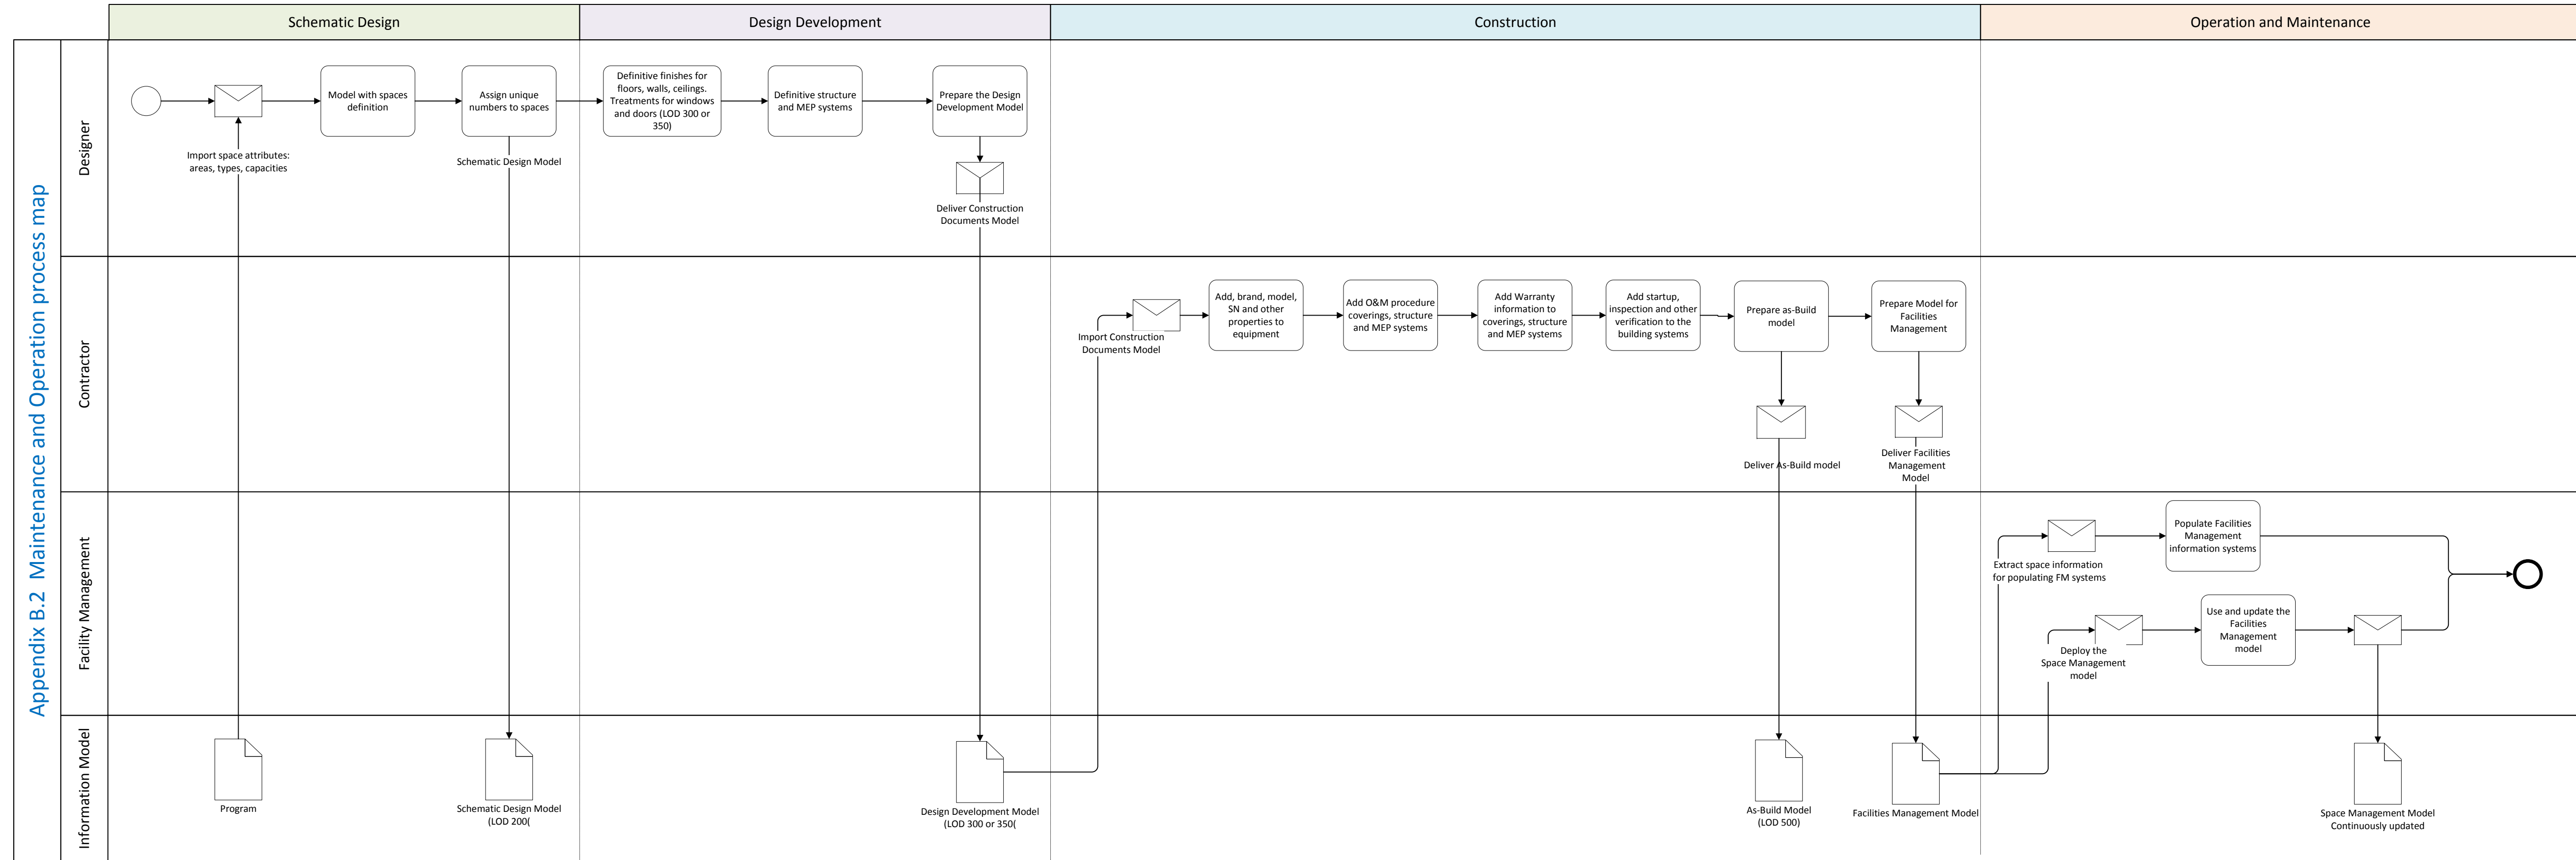 Schematic Design
Design Development
Construction
Operation and Maintenance
Appendix B.2  Maintenance and Operation process map
Designer
Model with spaces
definition
Assign unique
numbers to spaces
Definitive finishes for
floors, walls, ceilings.
Treatments for windows
and doors (LOD 300 or
350)
Definitive structure
and MEP systems
Prepare the Design
Development Model
Import space attributes:
areas, types, capacities
Schematic Design Model
Deliver Construction
Documents Model
Contractor
Import Construction
Documents Model
Add, brand, model,
SN and other
properties to
equipment
Add O&M procedure
coverings, structure
and MEP systems
Add Warranty
information to
coverings, structure
and MEP systems
Add startup,
inspection and other
verification to the
building systems
Prepare as-Build
model
Prepare Model for
Facilities
Management
Deliver As-Build model
Deliver Facilities
Management
Model
Facility Management
Extract space information
for populating FM systems
Populate Facilities
Management
information systems
Deploy the
Space Management
model
Use and update the
Facilities
Management
model
Information Model
Program
Schematic Design Model
(LOD 200(
Design Development Model
(LOD 300 or 350(
As-Build Model
(LOD 500)
Facilities Management Model
Space Management Model
Continuously updated